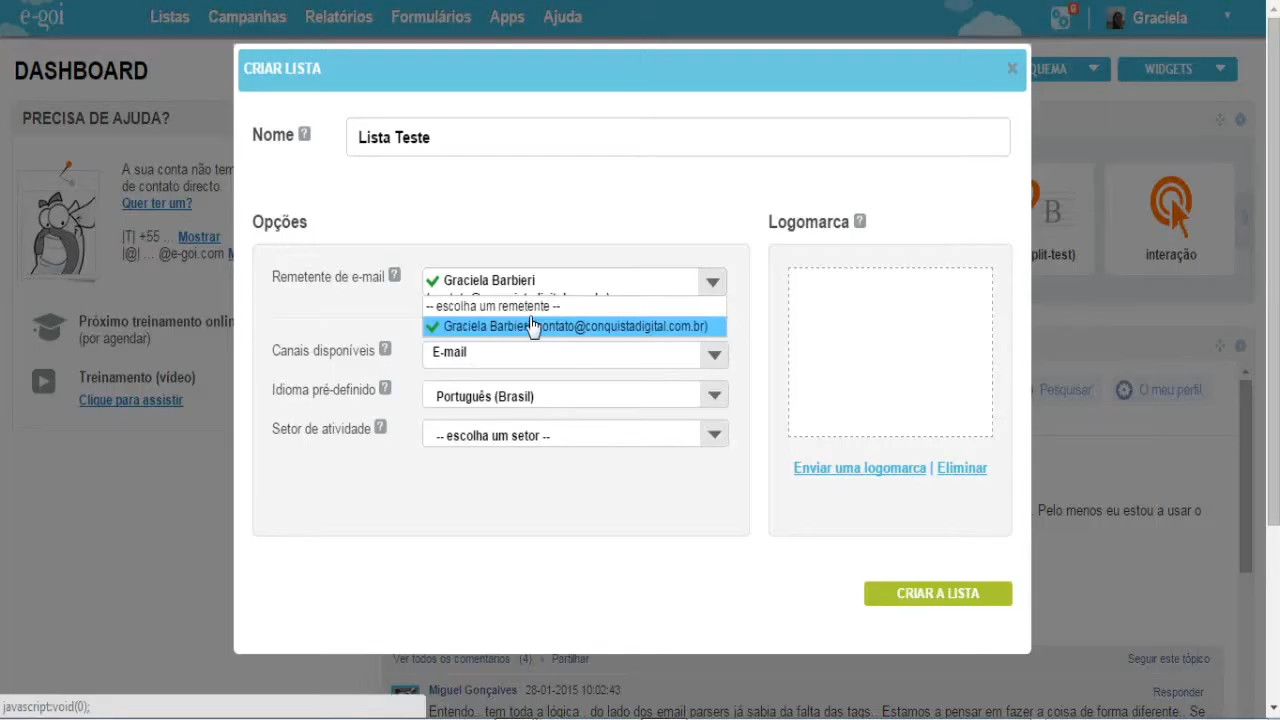 e-goi
Listas Campanhas Relatórios Formulários Apps Ajuda
Graciela
DASHBOARD
QUEMA
WIDGETS
PRECISA DE AJUDA?
A sua conta não tem
de contato directo.
Quer ter um?
|T| +55 ... Mostrar
|@| ... @e-goi.com
Próximo treinamento onlin
(por agendar)
Treinamento (vídeo)
Clique para assistir
CRIAR LISTA
Nome ?
Lista Teste
Opções
Remetente de e-mail ?
Graciela Barbieri
-- escolha um remetente --
Graciela Barbieri contato@conquistadigital.com.br)
Canais disponíveis ?
E-mail
Idioma pré-definido ?
Português (Brasil)
Setor de atividade ?
-- escolha um setor --
Logomarca ?
Enviar uma logomarca | Eliminar
CRIAR A LISTA
B
plit-test)
interação
Pesquisar
O meu perfil
. Pelo menos eu estou a usar o
Ver todos os comentários (4) Partilhar
Seguir este tópico
Miguel Gonçalves 28-01-2015 10:02:43
Responder
Entendo.. tem toda a lógica.. do lado dos email parsers já sabia da falta das tags.. Estamos a pensar em fazer a coisa de forma diferente.. Se
javascript:void(0);